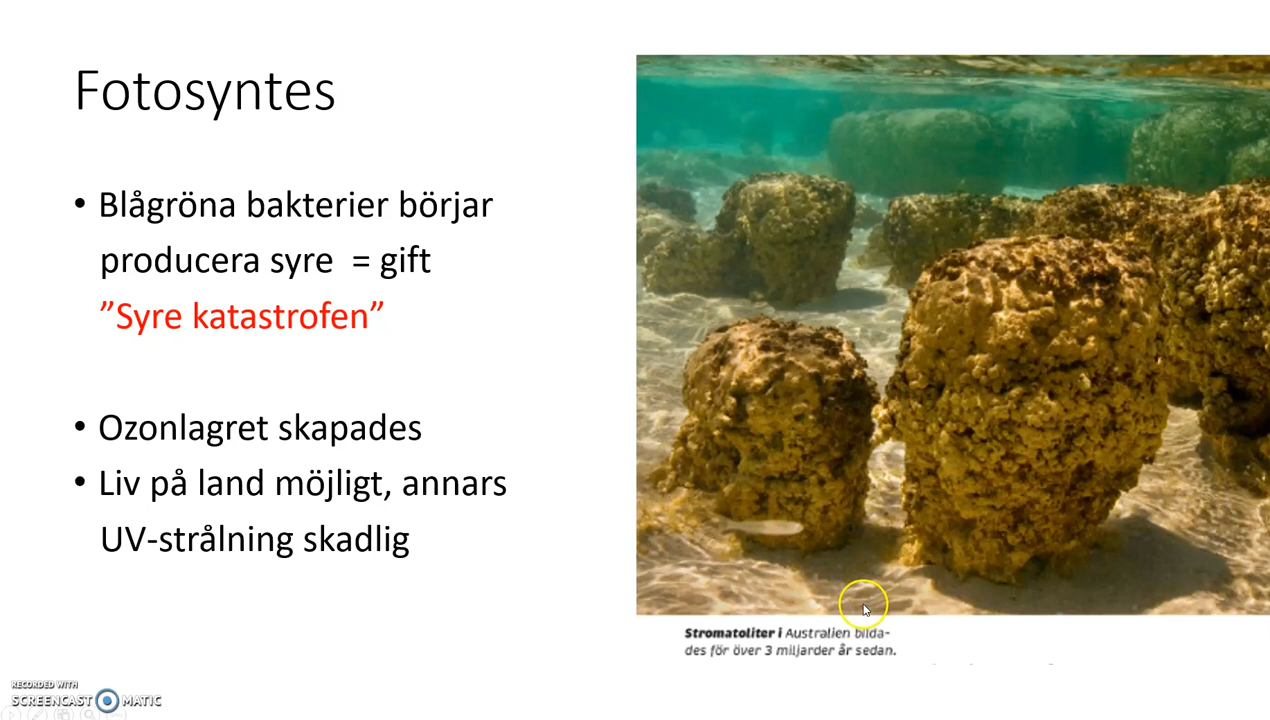 Fotosyntes
• Blågröna bakterier börjar
producera syre = gift
”Syre katastrofen”
• Ozonlagret skapades
• Liv på land möjligt, annars
UV-strålning skadlig
Stromatoliter i Australien bilda-
des för över 3 miljarder år sedan.
RECORDED WITH
SCREENCAST MATIC